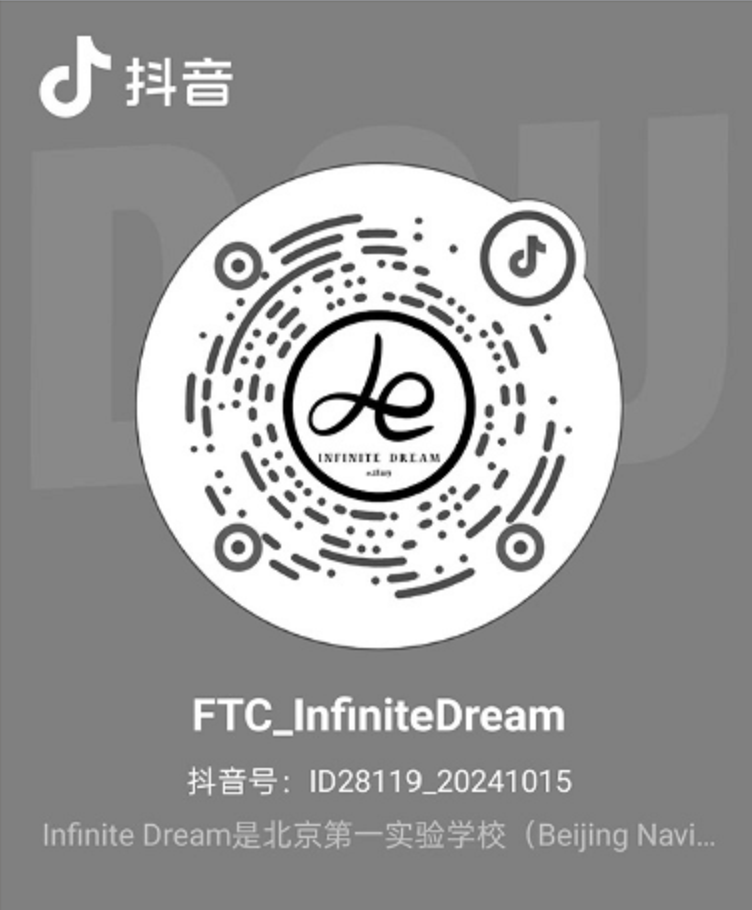 抖音
DOU
INFINITE DREAM
FTC_InfiniteDream
抖音号：ID28119_20241015
Infinite Dream是北京第一实验学校（Beijing Navi...